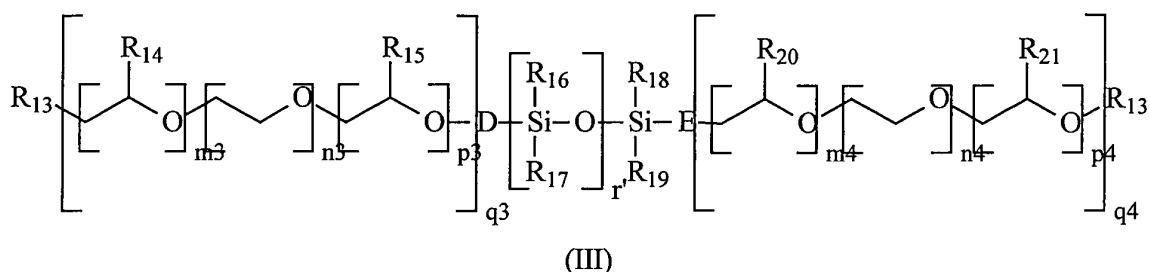 R14 R15 R16 R18 R20 R21
R13 O O O D Si O Si E O O O R13
m3 n3 p3 R17 r' R19 m4 n4 p4
q3 q4
(III)